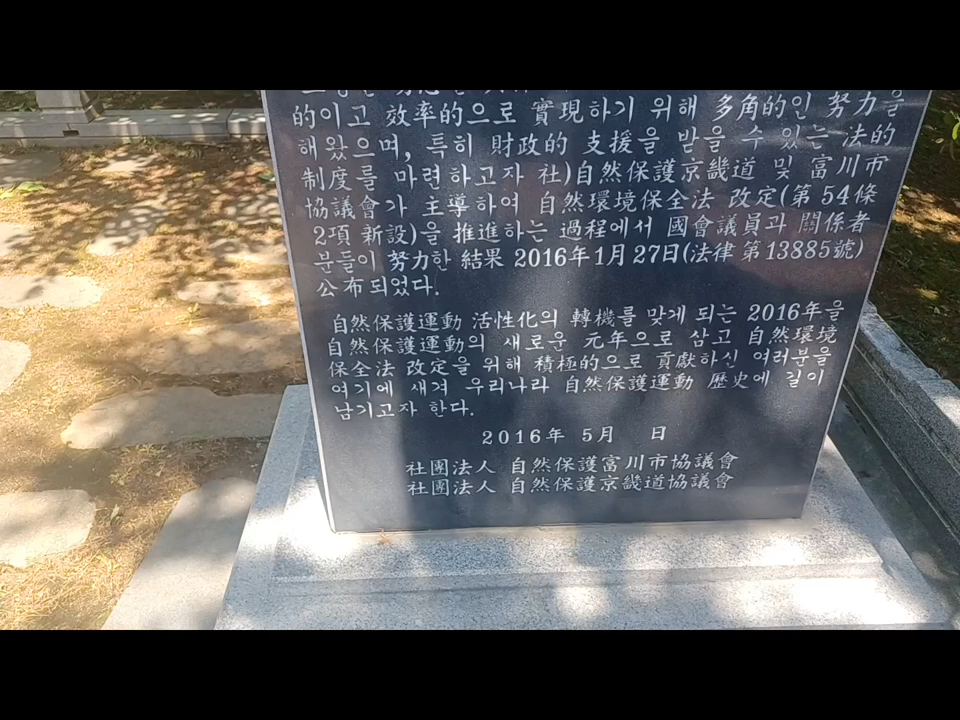 的이고 效率的으로 實現하기 위해 多角的인 努力을
해왔으며, 특히 財政的 支援을 받을 수 있는 法的
制度를 마련하고자 社)自然保護京畿道 및 富川市
協議會가 主導하여 自然環境保全法 改定(第 54條
2項 新設)을 推進하는 過程에서 國會議員과 關係者
분들이 努力한 結果 2016年 1月 27日(法律 第13885號)
公布되었다.
自然保護運動 活性化의 轉機를 맞게 되는 2016年을
自然保護運動의 새로운 元年으로 삼고 自然環境
保全法 改定을 위해 積極的으로 貢獻하신 여러분을
여기에 새겨 우리나라 自然保護運動 歷史에 길이
남기고자 한다.
2016年 5月 日
社團法人 自然保護富川市協議會
社團法人 自然保護京畿道協議會